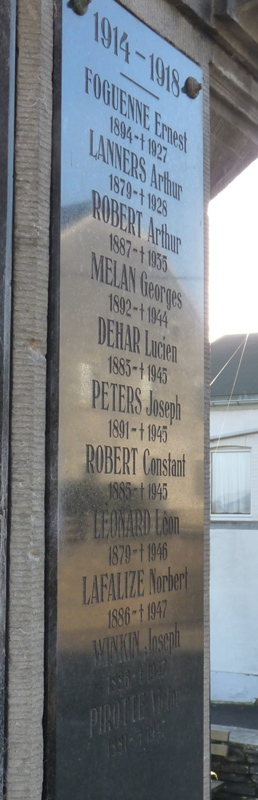 1914-1918
FOGUENNE Ernest
1894-†1927
LANNERS Arthur
1879-†1928
ROBERT Arthur
1887-†1935
MELAN Georges
1892-†1944
DEHAR Lucien
1883-†1945
PETERS Joseph
1891-†1945
ROBERT Constant
1885-†1945
LEONARD Léon
1879-†1946
LAFALIZE Norbert
1886-†1947
WINKIN Joseph
PIROTTE